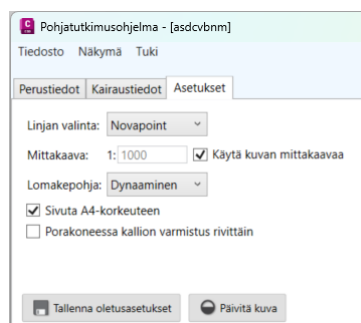 Pohjatutkimusohjelma - [asdcvbnm]
Tiedosto Näkymä Tuki
Perustiedot Kairaustiedot Asetukset
Linjan valinta: Novapoint
Mittakaava: 1: 1000 Käytä kuvan mittakaavaa
Lomakepohja: Dynaaminen
Sivuta A4-korkeuteen
Porakoneessa kallion varmistus rivittäin
Tallenna oletusasetukset Päivitä kuva